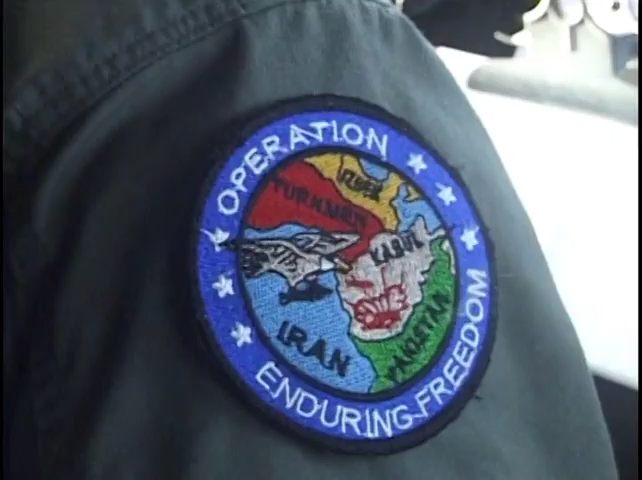 OPERATION
UZBEK
TURKMEN
KABUL
IRAN
PAKISTAN
ENDURING FREEDOM